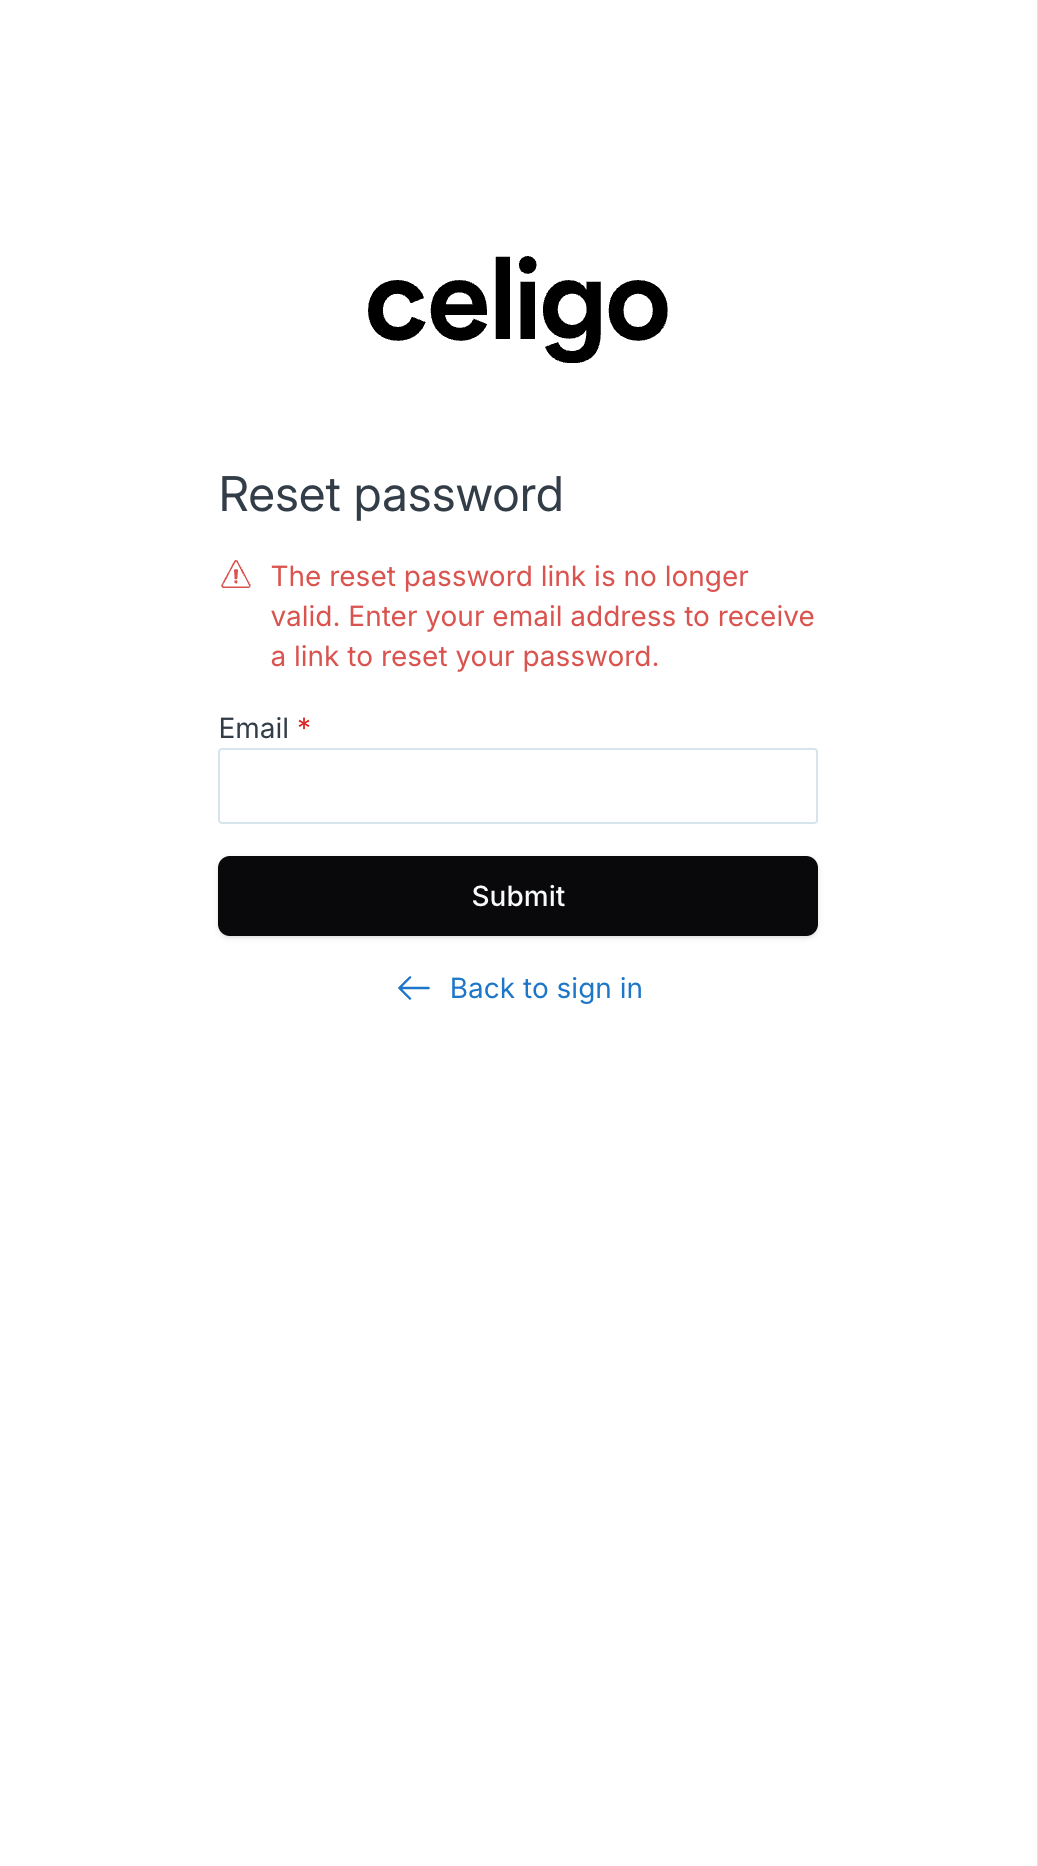 celigo
Reset password
The reset password link is no longer
valid. Enter your email address to receive
a link to reset your password.
Email *
Submit
Back to sign in